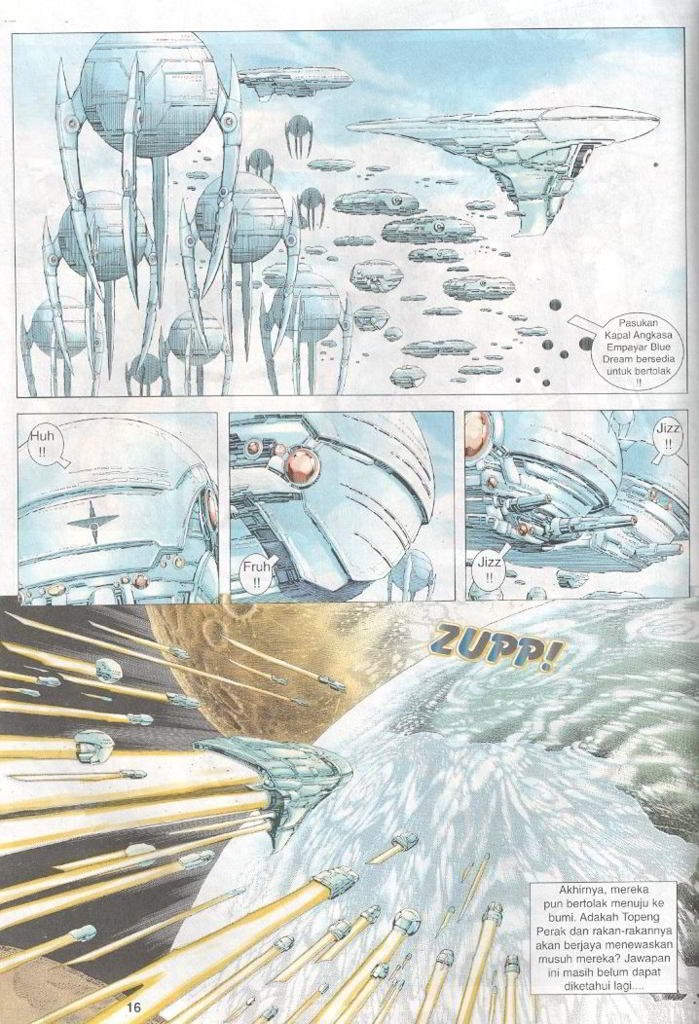 Pasukan
Kapal Angkasa
Empayar Blue
Dream bersedia
untuk bertolak
!!
Huh
!!
Fruh
!!
Jizz
!!
Jizz
!!
ZUPP!
Akhirnya, mereka
pun bertolak menuju ke
bumi. Adakah Topeng
Perak dan rakan-rakannya
akan berjaya menewaskan
musuh mereka? Jawapan
ini masih belum dapat
diketahui lagi....
16